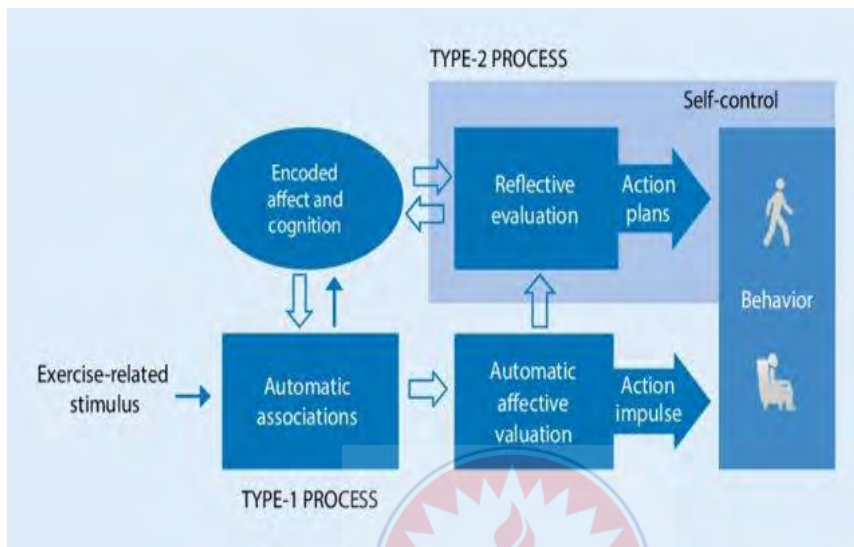 TYPE-2 PROCESS
Self-control
Encoded
affect and
cognition
Reflective
evaluation
Action
plans
Behavior
Exercise-related
stimulus
Automatic
associations
Automatic
affective
valuation
Action
impulse
TYPE-1 PROCESS